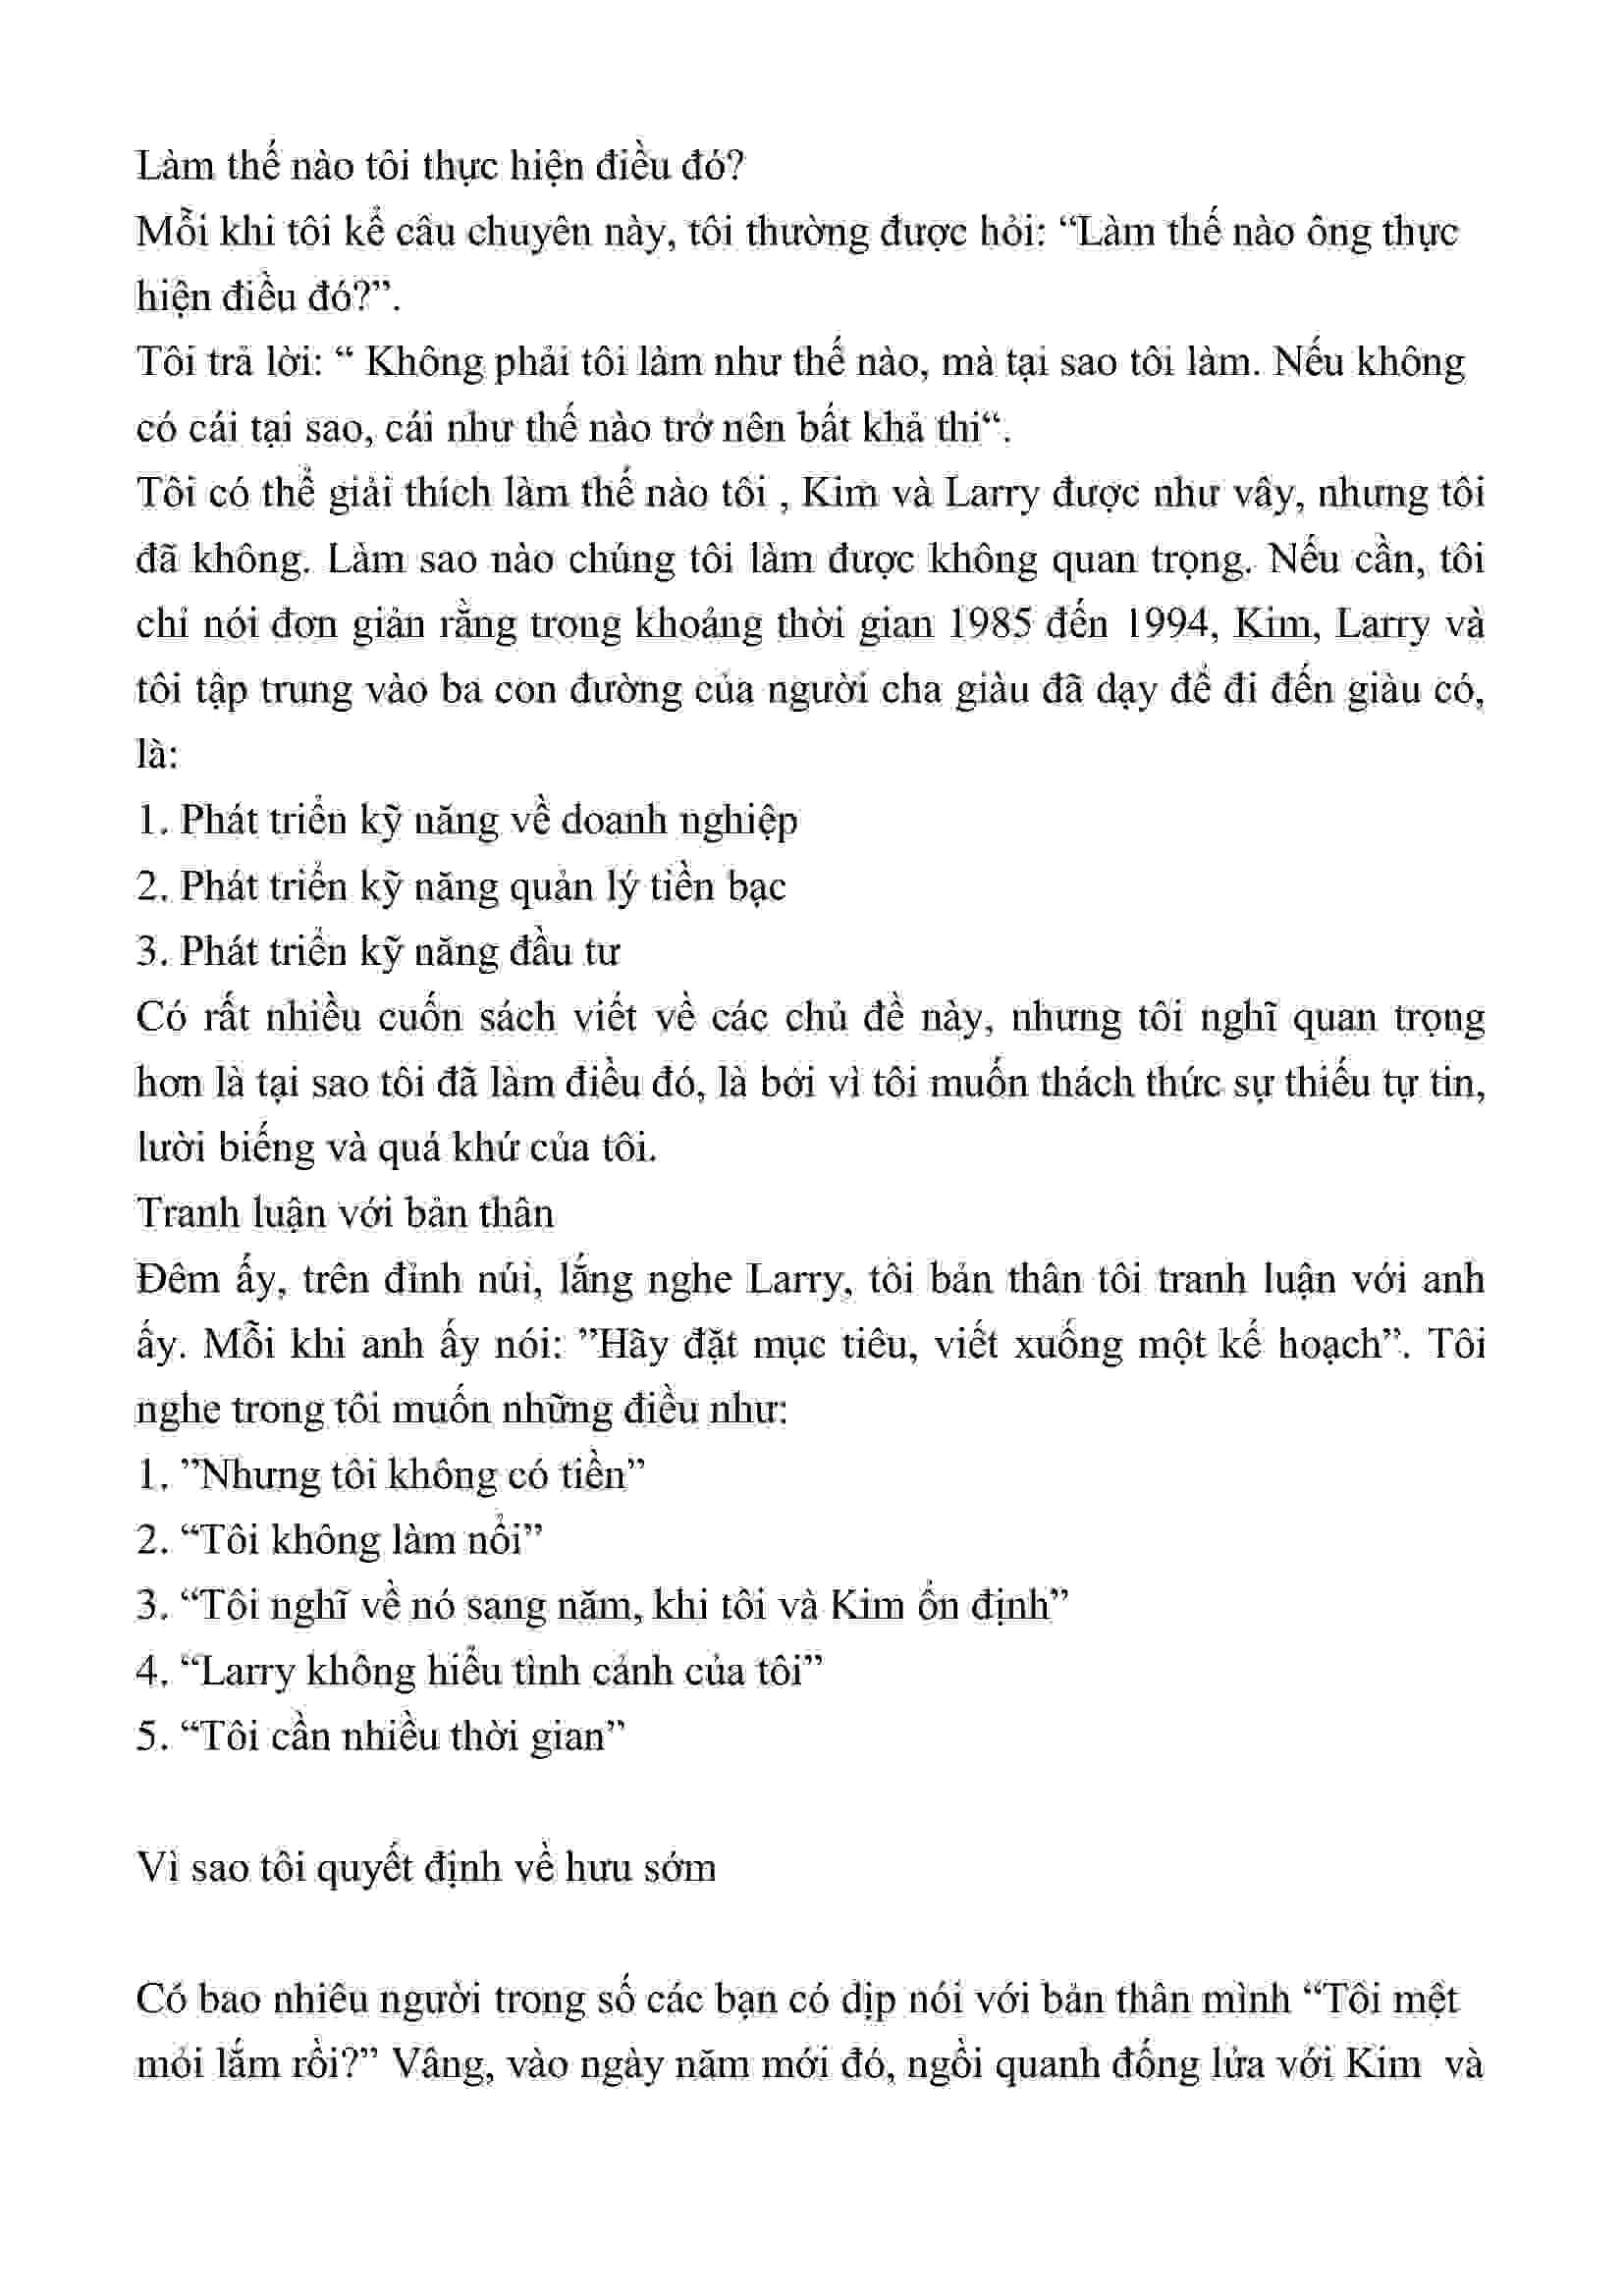 Làm thế nào tôi thực hiện điều đó?
Mỗi khi tôi kể câu chuyên này, tôi thường được hỏi: “Làm thế nào ông thực
hiện điều đó?”.
Tôi trả lời: “ Không phải tôi làm như thế nào, mà tại sao tôi làm. Nếu không
có cái tại sao, cái như thế nào trở nên bất khả thi“.
Tôi có thể giải thích làm thế nào tôi , Kim và Larry được như vây, nhưng tôi
đã không. Làm sao nào chúng tôi làm được không quan trọng. Nếu cần, tôi
chỉ nói đơn giản rằng trong khoảng thời gian 1985 đến 1994, Kim, Larry và
tôi tập trung vào ba con đường của người cha giàu đã dạy để đi đến giàu có,
là:
1. Phát triển kỹ năng về doanh nghiệp
2. Phát triển kỹ năng quản lý tiền bạc
3. Phát triển kỹ năng đầu tư
Có rất nhiều cuốn sách viết về các chủ đề này, nhưng tôi nghĩ quan trọng
hơn là tại sao tôi đã làm điều đó, là bởi vì tôi muốn thách thức sự thiếu tự tin,
lười biếng và quá khứ của tôi.
Tranh luận với bản thân
Đêm ấy, trên đỉnh núi, lắng nghe Larry, tôi bản thân tôi tranh luận với anh
ấy. Mỗi khi anh ấy nói: ”Hãy đặt mục tiêu, viết xuống một kế hoạch”. Tôi
nghe trong tôi muốn những điều như:
1. ”Nhưng tôi không có tiền”
2. “Tôi không làm nổi”
3. “Tôi nghĩ về nó sang năm, khi tôi và Kim ổn định”
4. “Larry không hiểu tình cảnh của tôi”
5. “Tôi cần nhiều thời gian”
Vì sao tôi quyết định về hưu sớm
Có bao nhiêu người trong số các bạn có dịp nói với bản thân mình “Tôi mệt
mỏi lắm rồi?” Vâng, vào ngày năm mới đó, ngồi quanh đống lửa với Kim  và